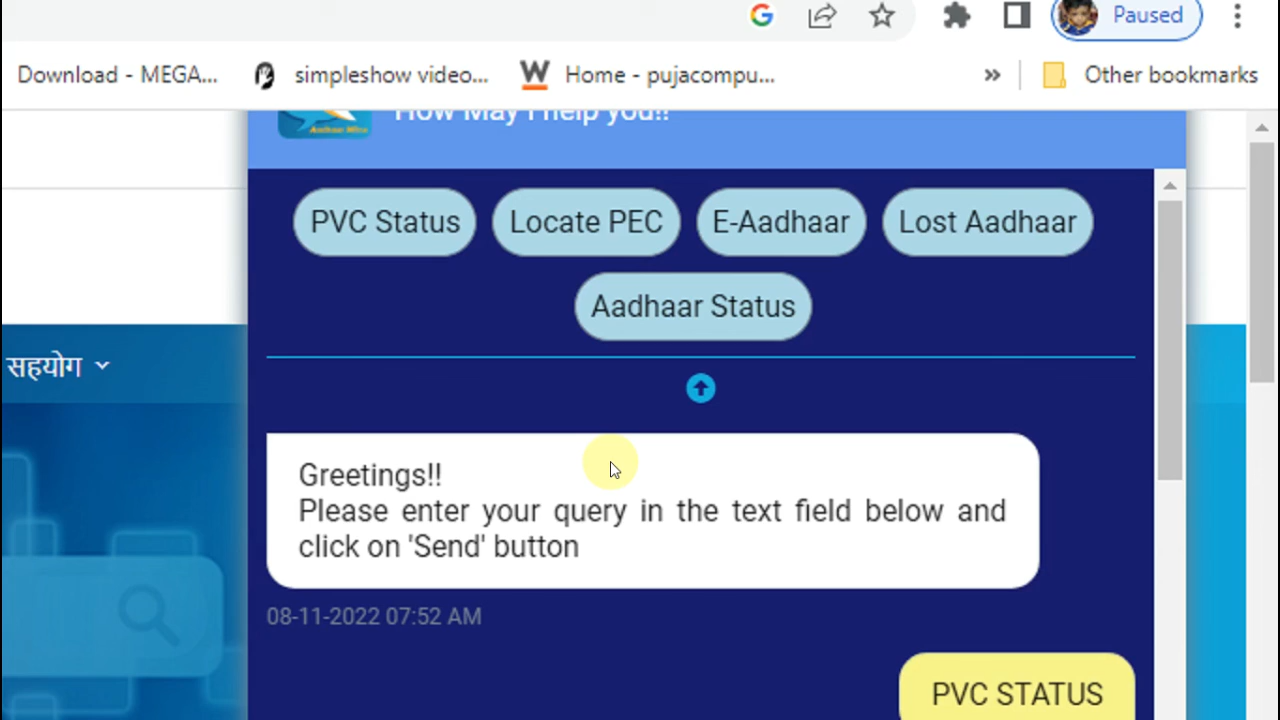 Paused
Download - MEGA...
simpleshow video...
Home - pujacompu...
»
Other bookmarks
Aadhaar Mitra
How May I help you!!
PVC Status
Locate PEC
E-Aadhaar
Lost Aadhaar
Aadhaar Status
सहयोग
Greetings!!
Please enter your query in the text field below and
click on 'Send' button
08-11-2022 07:52 AM
PVC STATUS